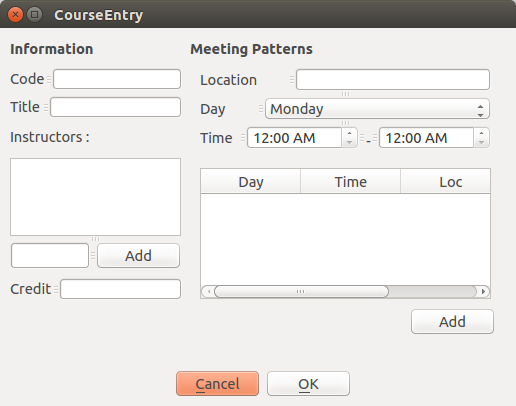 CourseEntry
Information
Code
Title
Instructors :
Add
Credit
Meeting Patterns
Location
Day Monday
Time 12:00 AM - 12:00 AM
Day Time Loc
Add
Cancel OK